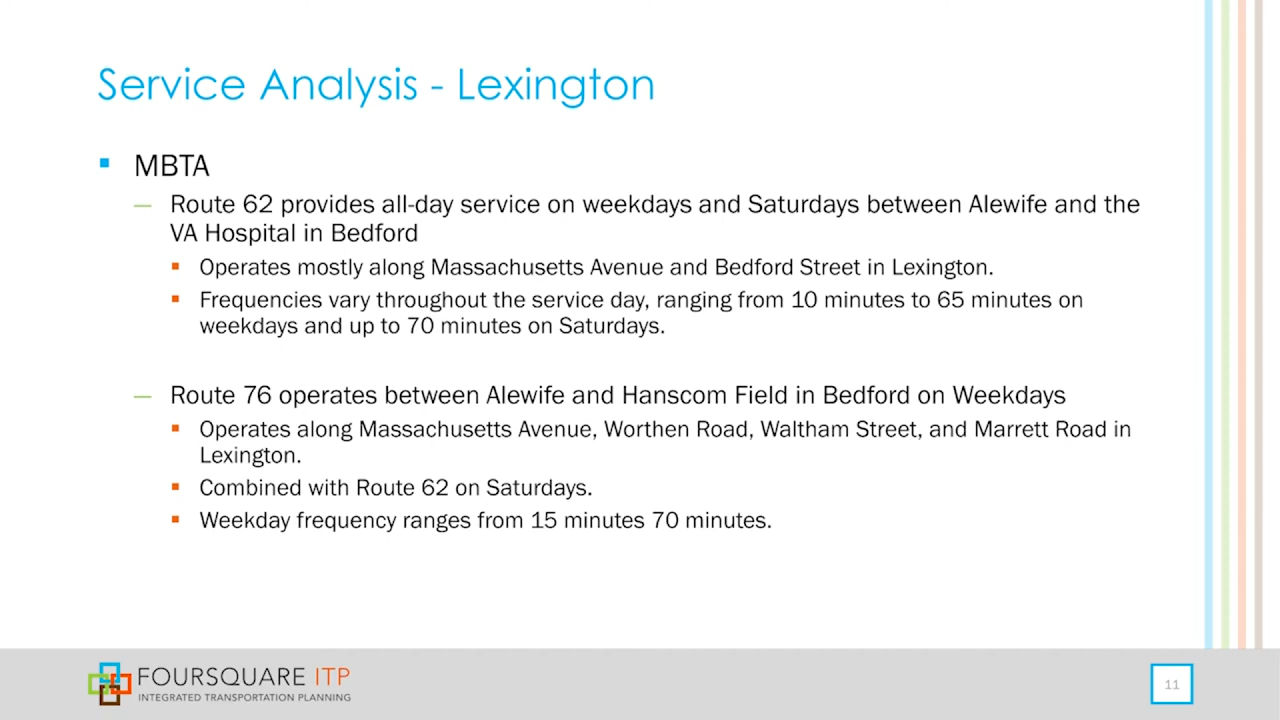 Service Analysis - Lexington
MBTA
Route 62 provides all-day service on weekdays and Saturdays between Alewife and the
VA Hospital in Bedford
Operates mostly along Massachusetts Avenue and Bedford Street in Lexington.
Frequencies vary throughout the service day, ranging from 10 minutes to 65 minutes on
weekdays and up to 70 minutes on Saturdays.
Route 76 operates between Alewife and Hanscom Field in Bedford on Weekdays
Operates along Massachusetts Avenue, Worthen Road, Waltham Street, and Marrett Road in
Lexington.
Combined with Route 62 on Saturdays.
Weekday frequency ranges from 15 minutes 70 minutes.
FOURSQUARE ITP
INTEGRATED TRANSPORTATION PLANNING
11